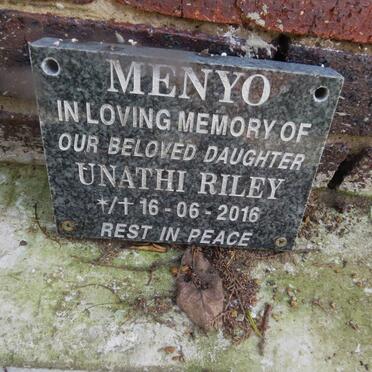 MENYO
IN LOVING MEMORY OF
OUR BELOVED DAUGHTER
UNATHI RILEY
*/† 16 - 06 - 2016
REST IN PEACE